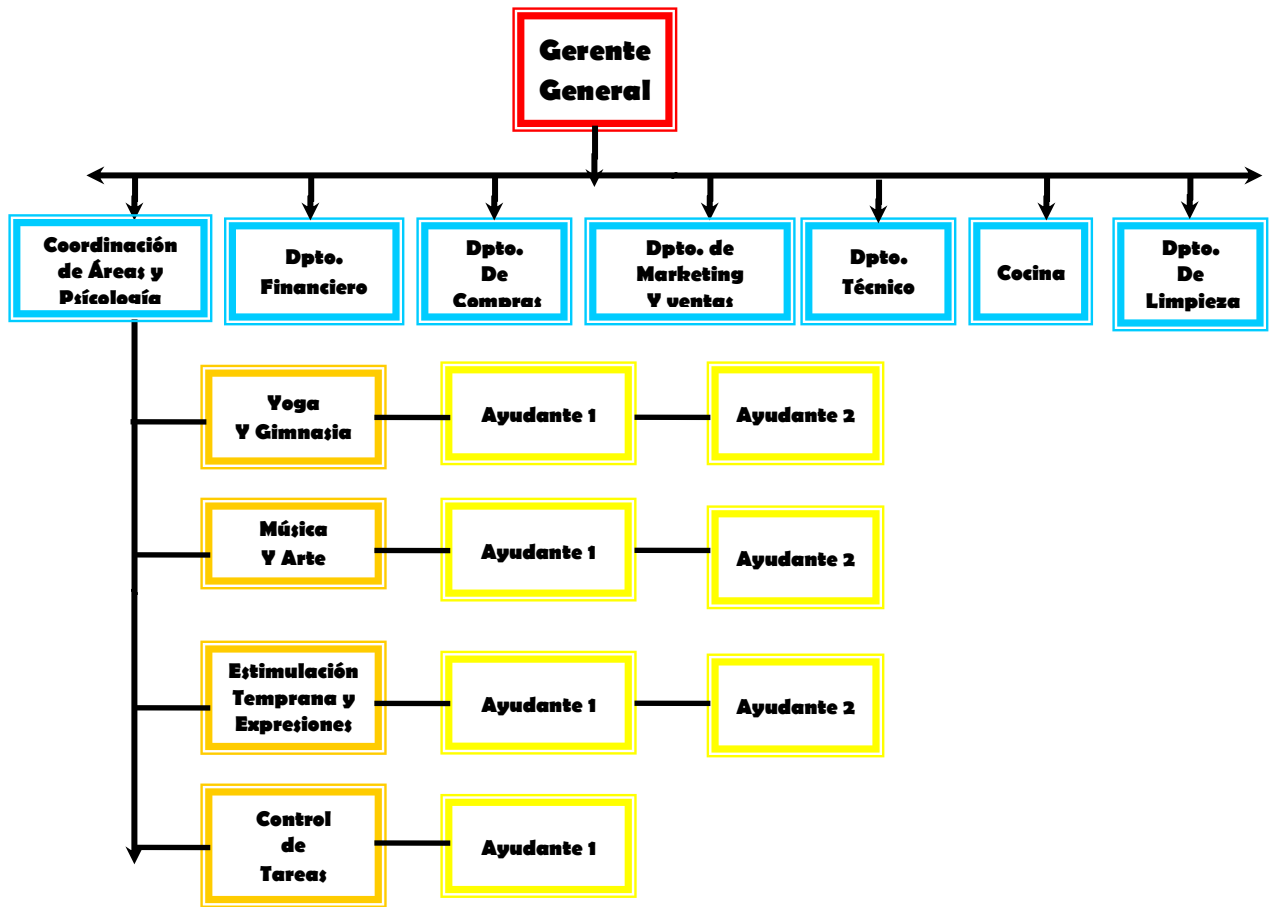 Gerente
General
Coordinación
de Áreas y
Psícología
Dpto.
Financiero
Dpto.
De
Compras
Dpto. de
Marketing
Y ventas
Dpto.
Técnico
Cocina
Dpto.
De
Limpieza
Yoga
Y Gimnasia
Ayudante 1
Ayudante 2
Música
Y Arte
Ayudante 1
Ayudante 2
Estimulación
Temprana y
Expresiones
Ayudante 1
Ayudante 2
Control
de
Tareas
Ayudante 1